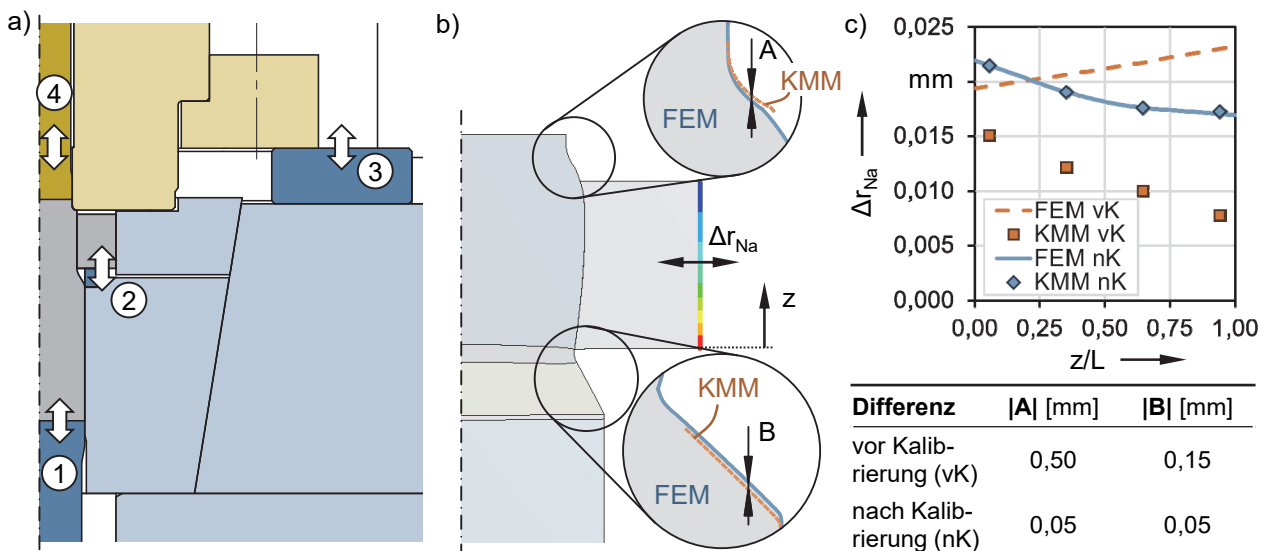 a)
4
3
2
1
b)
A
KMM
FEM
Δr_Na
z
KMM
B
FEM
c)
0,025
mm
0,015
0,010
0,005
0,000
Δr_Na
FEM vK
KMM vK
FEM nK
KMM nK
0,00 0,25 0,50 0,75 1,00
z/L
Differenz |A| [mm] |B| [mm]
vor Kalib-
rierung (vK) 0,50 0,15
nach Kalib-
rierung (nK) 0,05 0,05